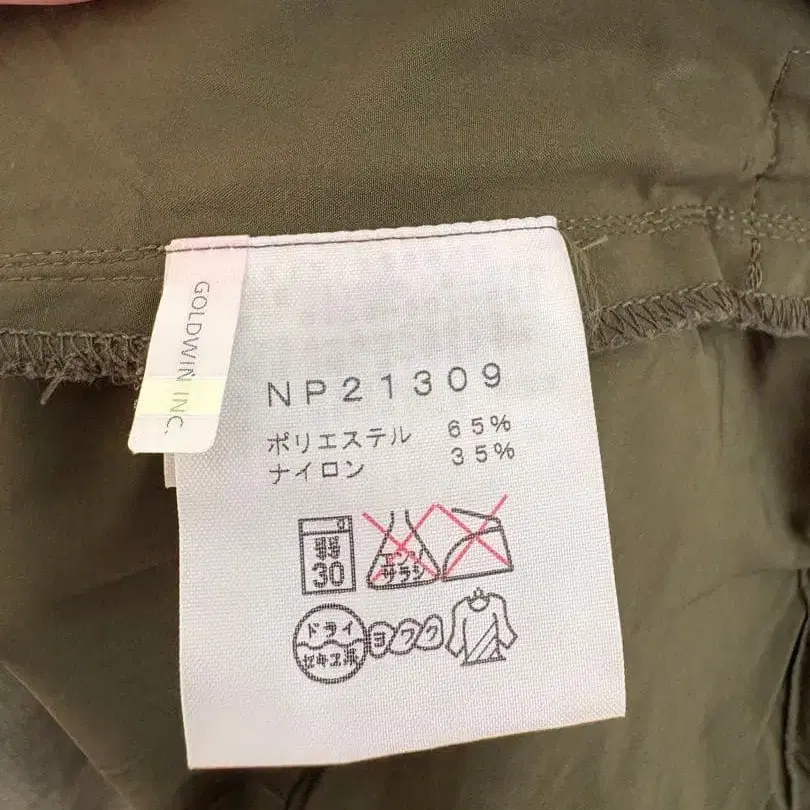 GOLDWIN INC.
NP21309
ポリエステル 65%
ナイロン 35%
弱
30
エンソ
サラシ
ドライ
セキユ系
ヨワク